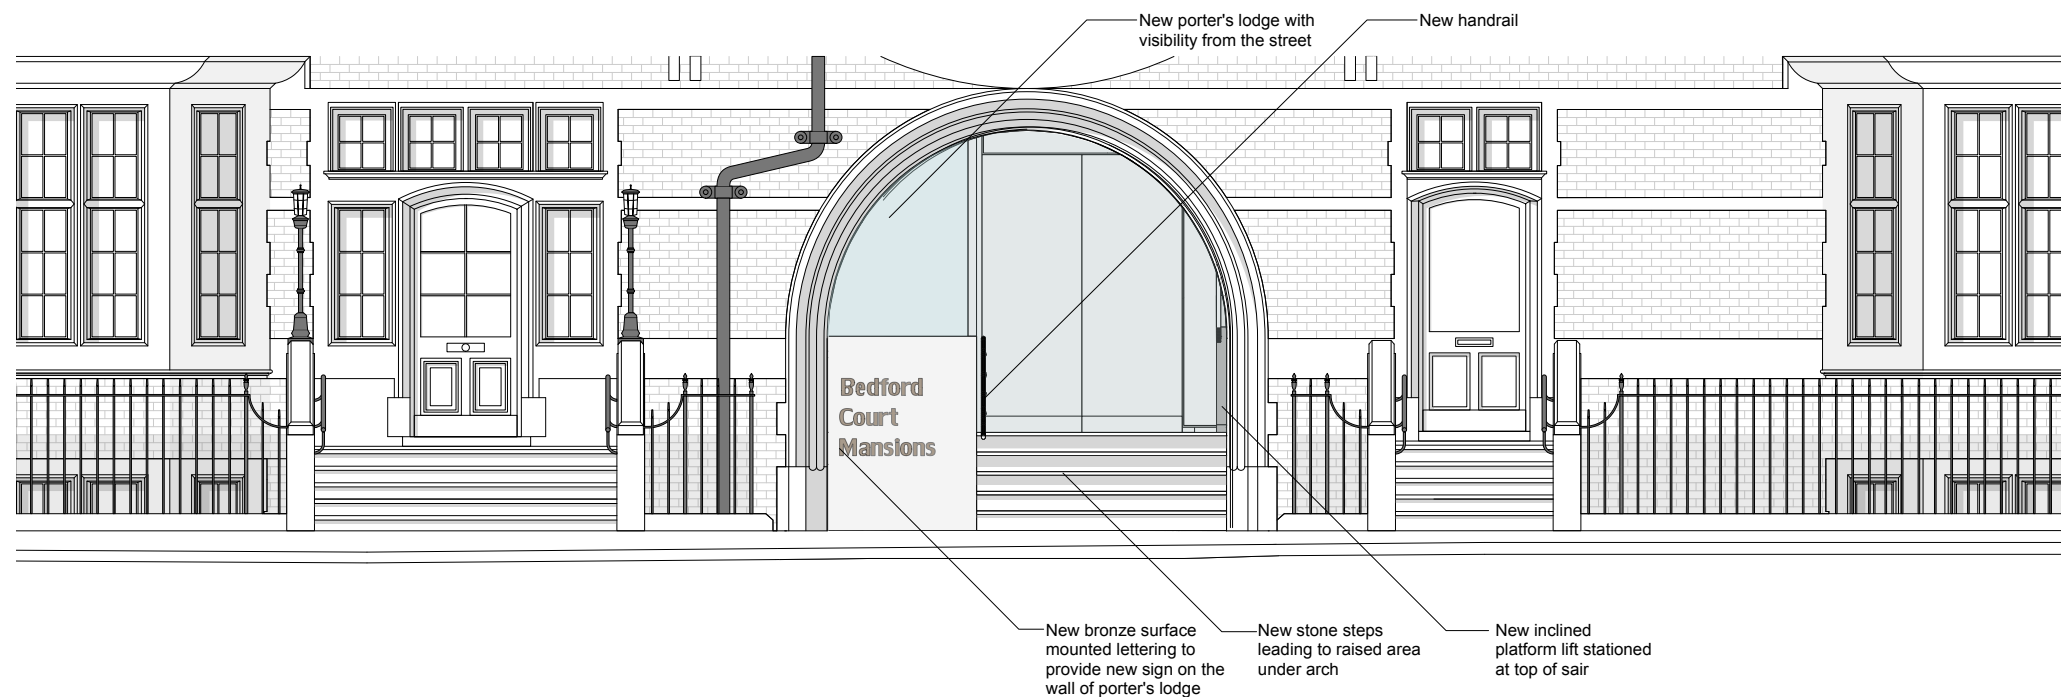 New porter's lodge with
visibility from the street
New handrail
Bedford
Court
Mansions
New bronze surface
mounted lettering to
provide new sign on the
wall of porter's lodge
New stone steps
leading to raised area
under arch
New inclined
platform lift stationed
at top of sair